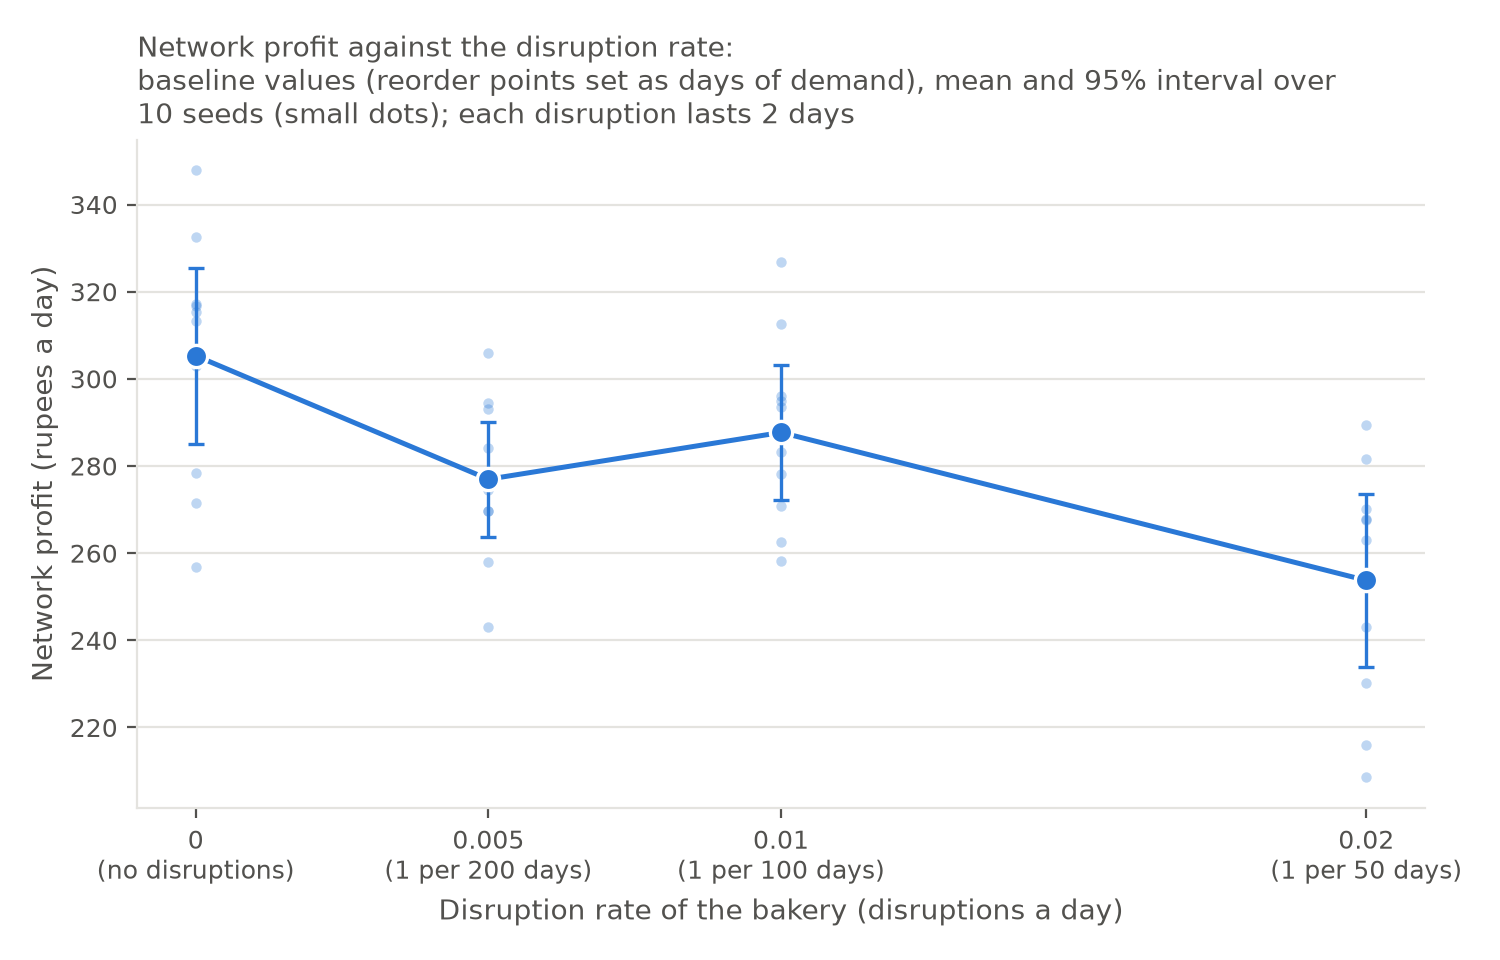 Network profit against the disruption rate:
baseline values (reorder points set as days of demand), mean and 95% interval over
10 seeds (small dots); each disruption lasts 2 days
Network profit (rupees a day)
340
320
300
280
260
240
220
0
(no disruptions)
0.005
(1 per 200 days)
0.01
(1 per 100 days)
0.02
(1 per 50 days)
Disruption rate of the bakery (disruptions a day)